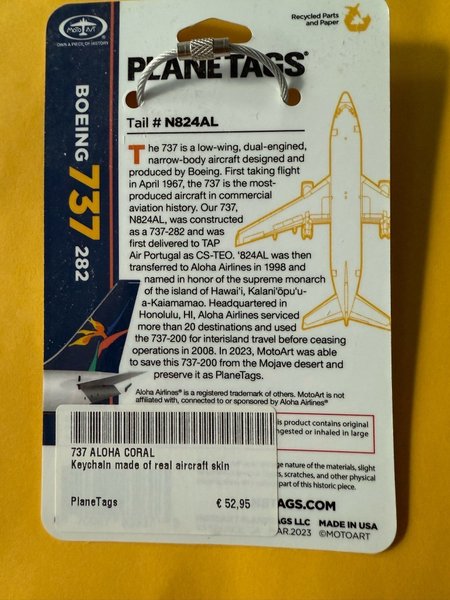 MotoArt
OWN A PIECE OF HISTORY
Recycled Parts
and Paper
PLANETAGS®
BOEING 737 282
Tail # N824AL
The 737 is a low-wing, dual-engined,
narrow-body aircraft designed and
produced by Boeing. First taking flight
in April 1967, the 737 is the most-
produced aircraft in commercial
aviation history. Our 737,
N824AL, was constructed
as a 737-282 and was
first delivered to TAP
Air Portugal as CS-TEO. '824AL was then
transferred to Aloha Airlines in 1998 and
named in honor of the supreme monarch
of the island of Hawai'i, Kalani'ōpu'u-
a-Kaiamamao. Headquartered in
Honolulu, HI, Aloha Airlines serviced
more than 20 destinations and used
the 737-200 for interisland travel before ceasing
operations in 2008. In 2023, MotoArt was able
to save this 737-200 from the Mojave desert and
preserve it as PlaneTags.
Aloha Airlines® is a registered trademark of others. MotoArt is not
affiliated with, connected to or sponsored by Aloha Airlines®
his product contains original
ngested or inhaled in large
ge nature of the materials, slight
s, scratches, and other physical
part of this historic piece.
TAGS.COM
GS LLC MADE IN USA
AR.2023 ©MOTOART
737 ALOHA CORAL
Keychain made of real aircraft skin
PlaneTags € 52,95